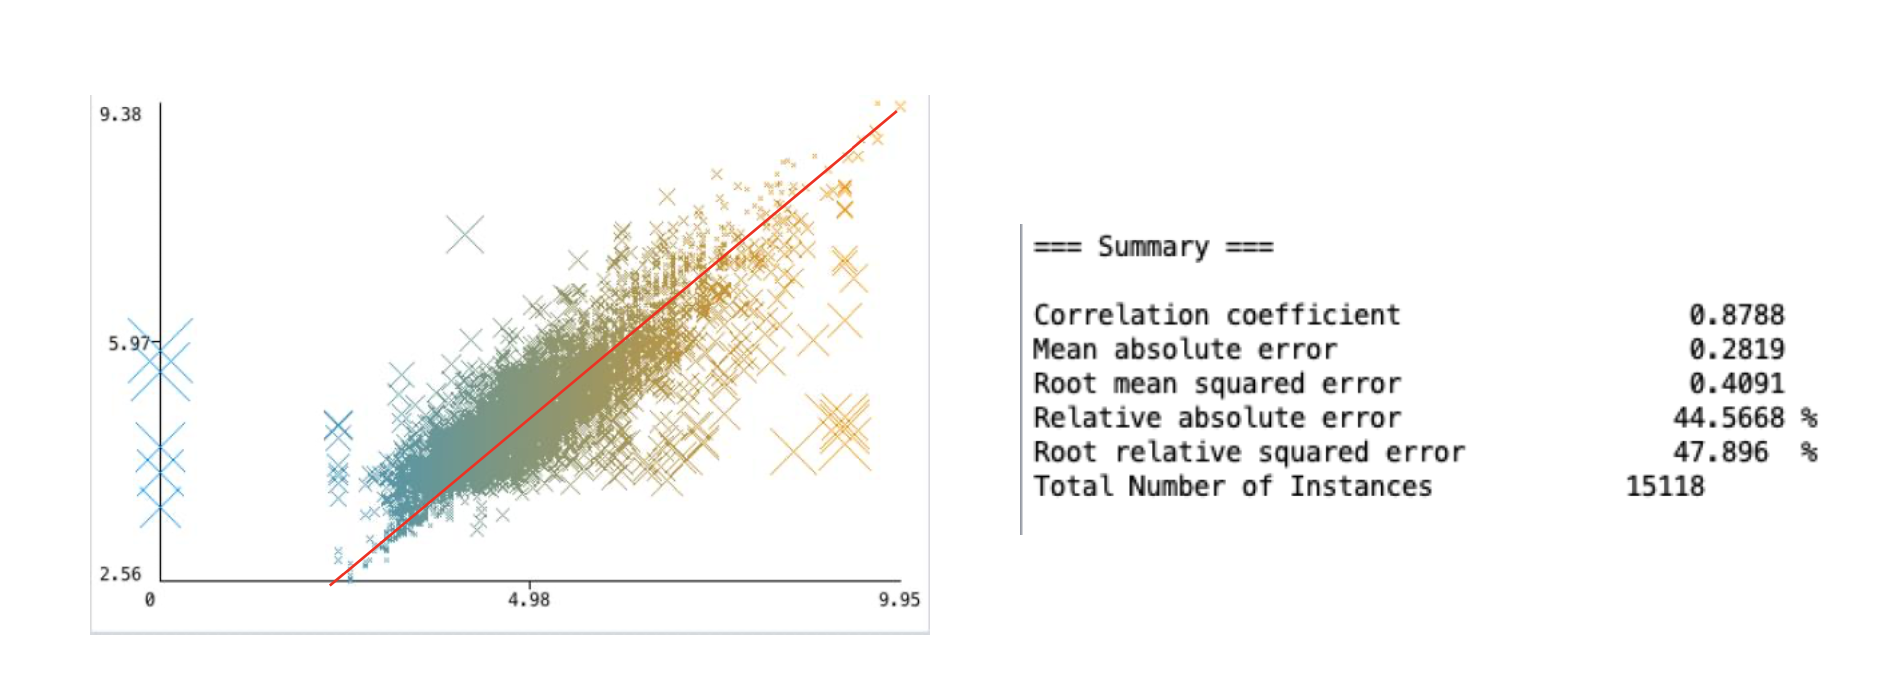 9.38
5.97
2.56
0
4.98
9.95
=== Summary ===
Correlation coefficient 0.8788
Mean absolute error 0.2819
Root mean squared error 0.4091
Relative absolute error 44.5668 %
Root relative squared error 47.896 %
Total Number of Instances 15118